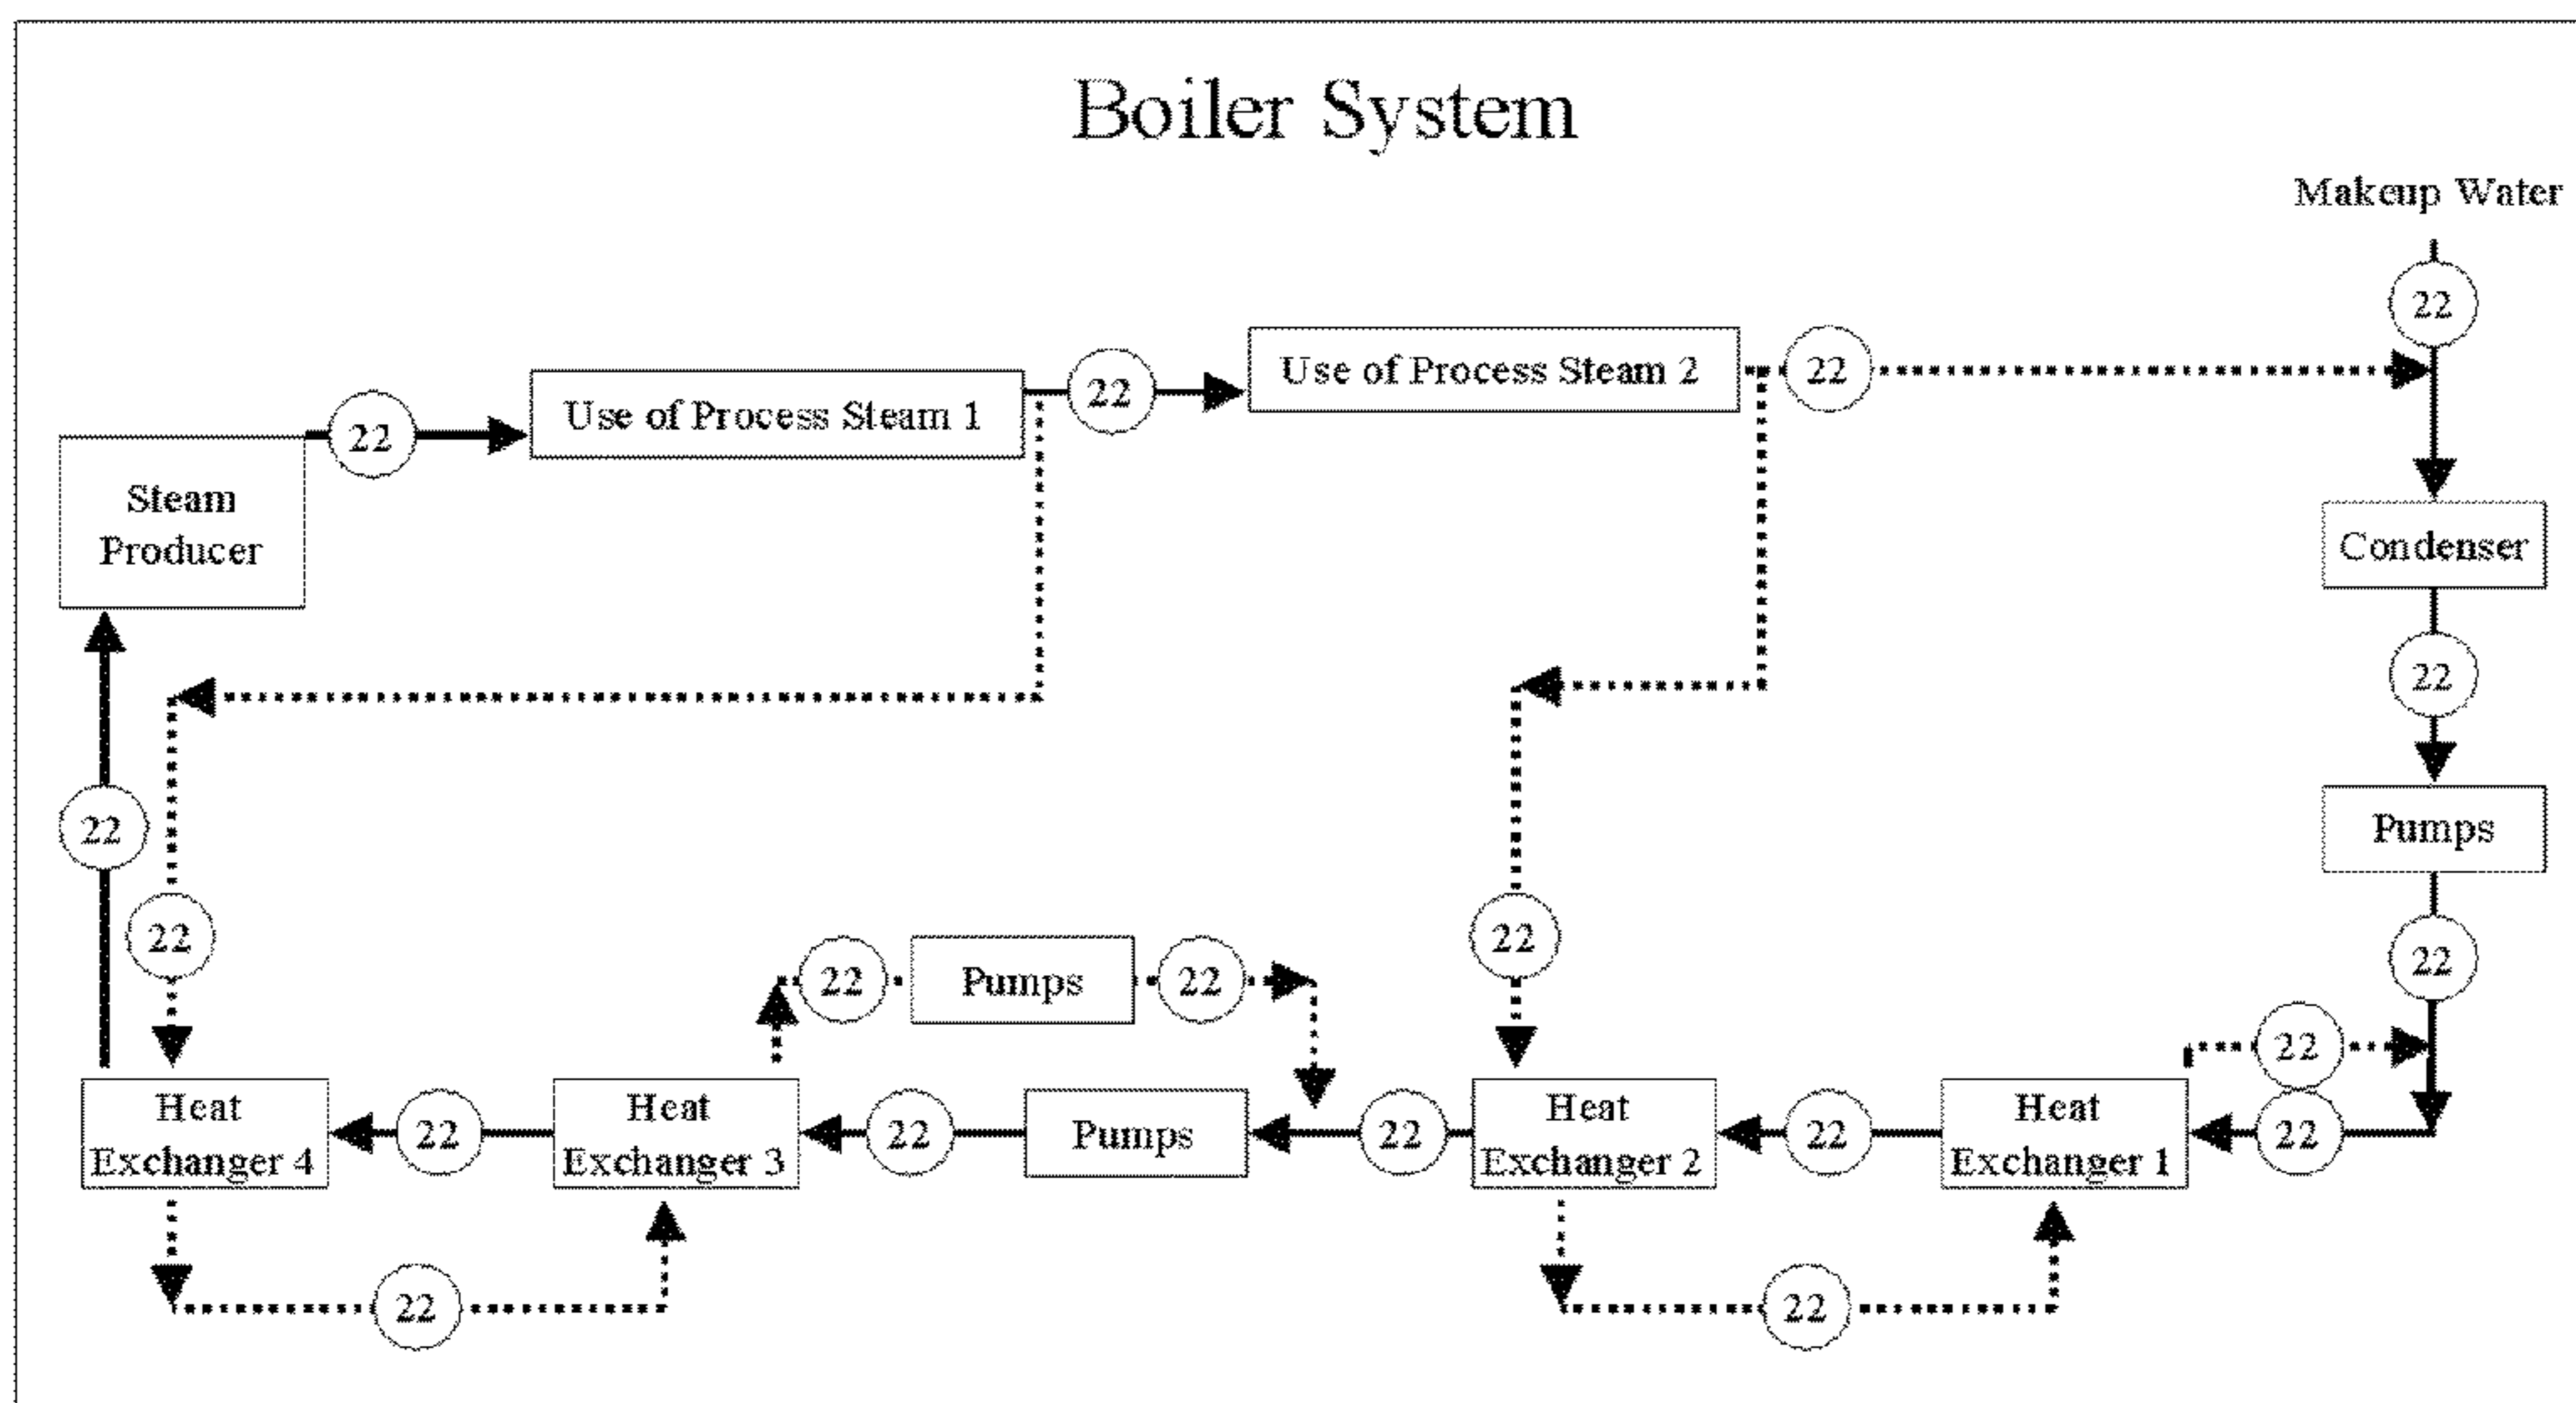 Boiler System
Makeup Water
22
Use of Process Steam 2
22
22
Use of Process Steam 1
22
Steam
Producer
Condenser
22
22
Pumps
22
22
22
22
Pumps
22
22
22
Heat
Exchanger 4
22
Heat
Exchanger 3
22
Pumps
22
Heat
Exchanger 2
22
Heat
Exchanger 1
22
22
22